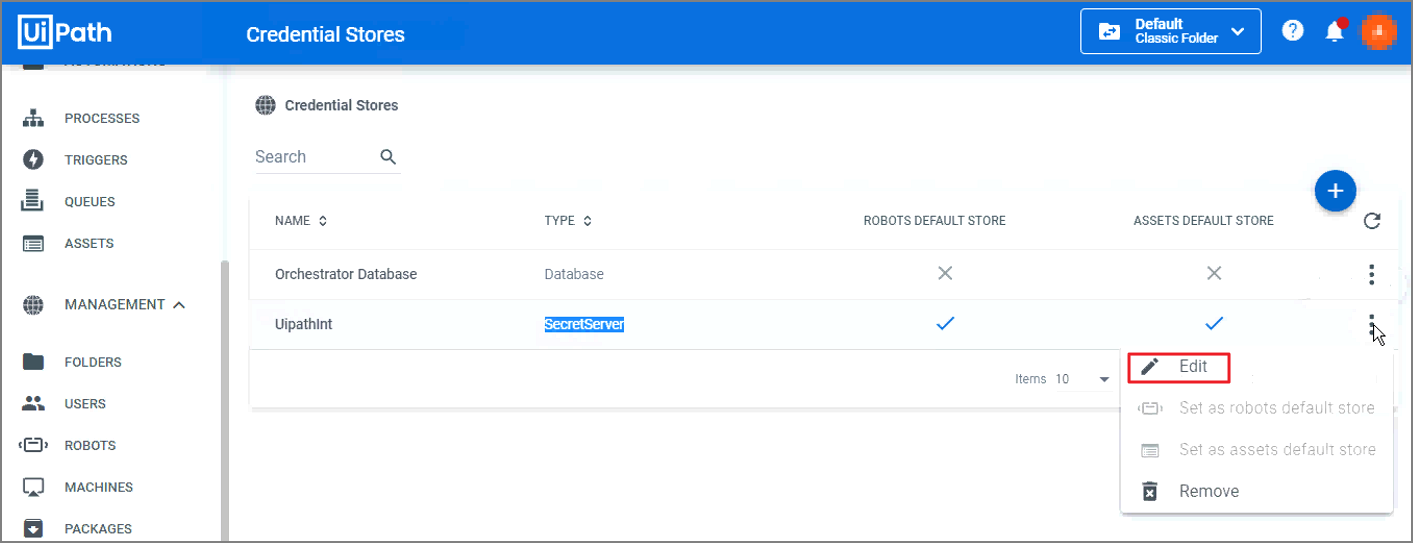 UiPath
Credential Stores
Default
Classic Folder
PROCESSES
TRIGGERS
QUEUES
ASSETS
MANAGEMENT
FOLDERS
USERS
ROBOTS
MACHINES
PACKAGES
Credential Stores
Search
NAME TYPE ROBOTS DEFAULT STORE ASSETS DEFAULT STORE
Orchestrator Database Database
UipathInt SecretServer
Items 10
Edit
Set as robots default store
Set as assets default store
Remove